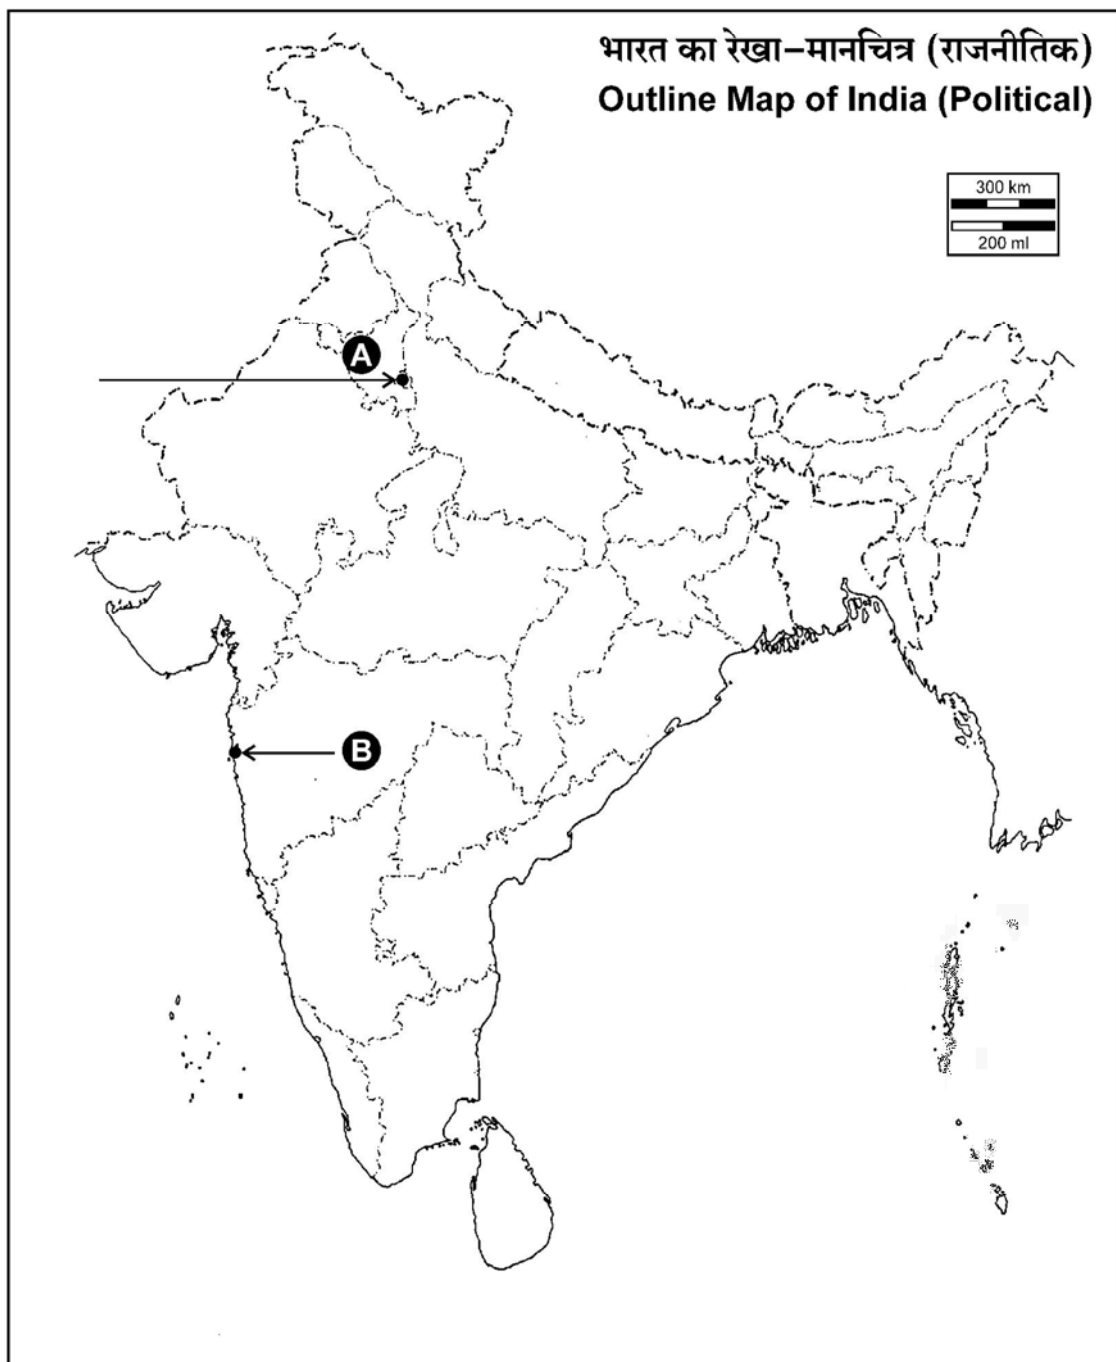 भारत का रेखा–मानचित्र (राजनीतिक)
Outline Map of India (Political)
300 km
200 ml
A
B